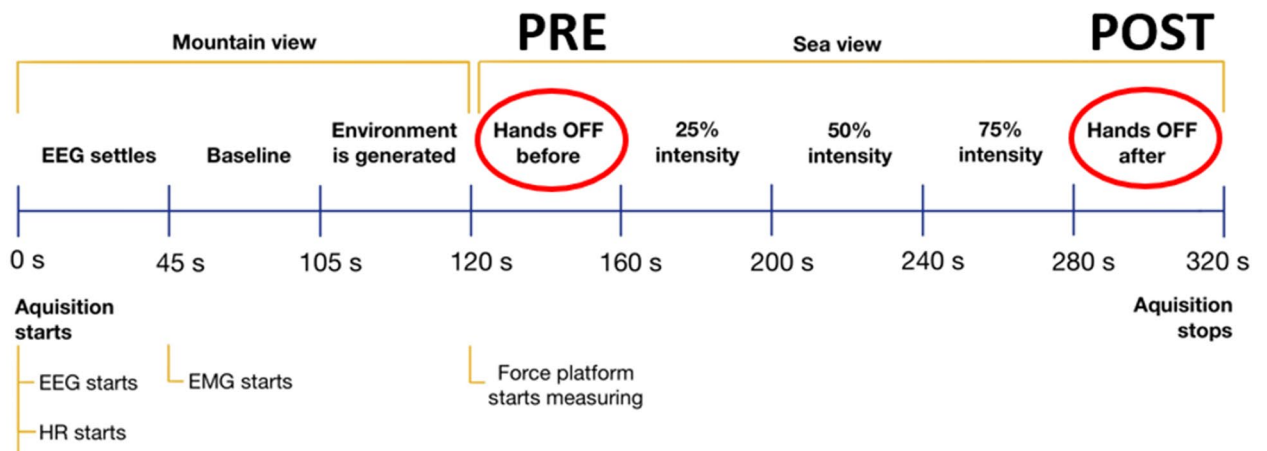 PRE
POST
Mountain view
Sea view
EEG settles
Baseline
Environment
is generated
Hands OFF
before
25%
intensity
50%
intensity
75%
intensity
Hands OFF
after
0 s
45 s
105 s
120 s
160 s
200 s
240 s
280 s
320 s
Aquisition
starts
Aquisition
stops
EEG starts
HR starts
EMG starts
Force platform
starts measuring